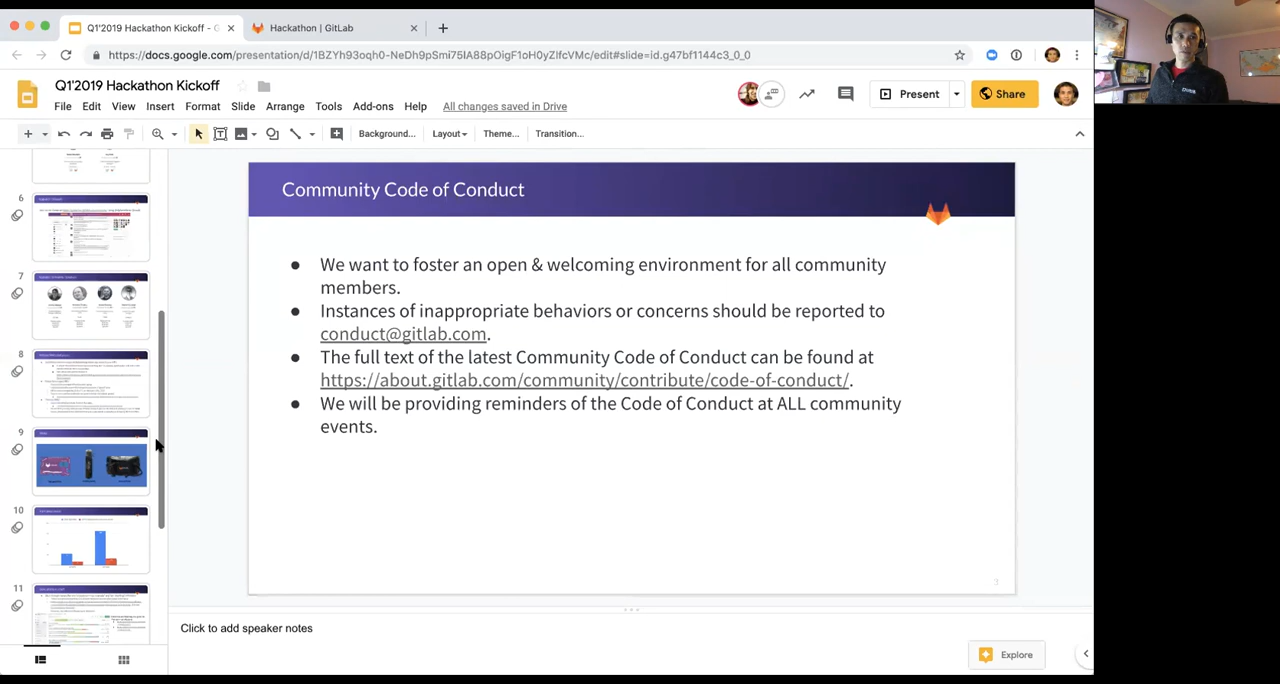 Q1'2019 Hackathon Kickoff - G
Hackathon | GitLab
https://docs.google.com/presentation/d/1BZYh93oqh0-NeDh9pSmi75IA88pOigF1oH0yZlfcVMc/edit#slide=id.g47bf1144c3_0_0
Q1'2019 Hackathon Kickoff
File Edit View Insert Format Slide Arrange Tools Add-ons Help All changes saved in Drive
Present
Share
Background...
Layout
Theme...
Transition...
Community Code of Conduct
● We want to foster an open & welcoming environment for all community
members.
● Instances of inappropriate behaviors or concerns should be reported to
conduct@gitlab.com.
● The full text of the latest Community Code of Conduct can be found at
https://about.gitlab.com/community/contribute/code-of-conduct/.
● We will be providing reminders of the Code of Conduct at ALL community
events.
3
6
7
8
9
10
11
Click to add speaker notes
Explore